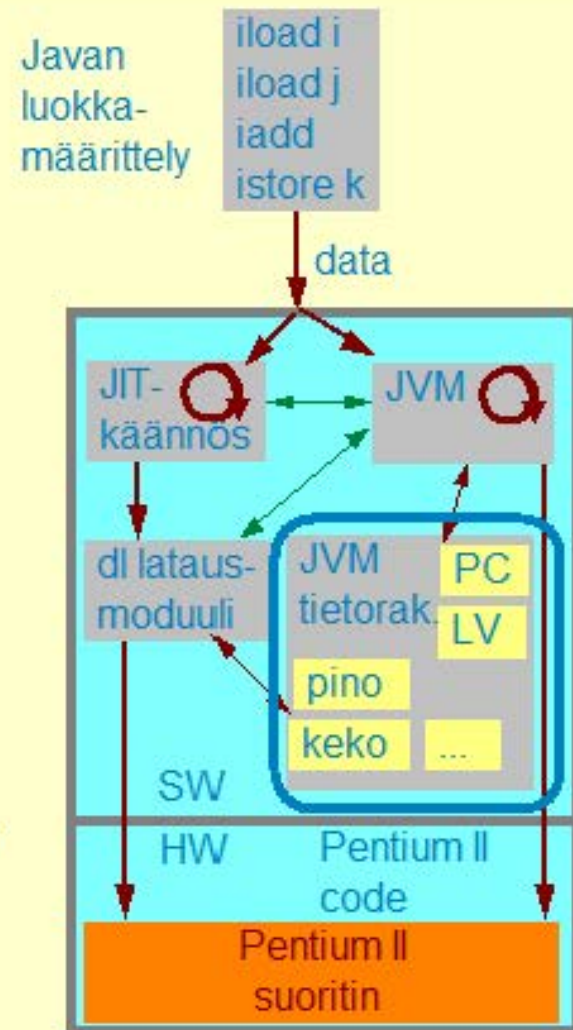 Javan
luokka-
määrittely
iload i
iload j
iadd
istore k
data
JIT-
käännös
JVM
dl lataus-
moduuli
JVM
tietorak.
PC
LV
pino
keko
...
SW
HW
Pentium II
code
Pentium II
suoritin